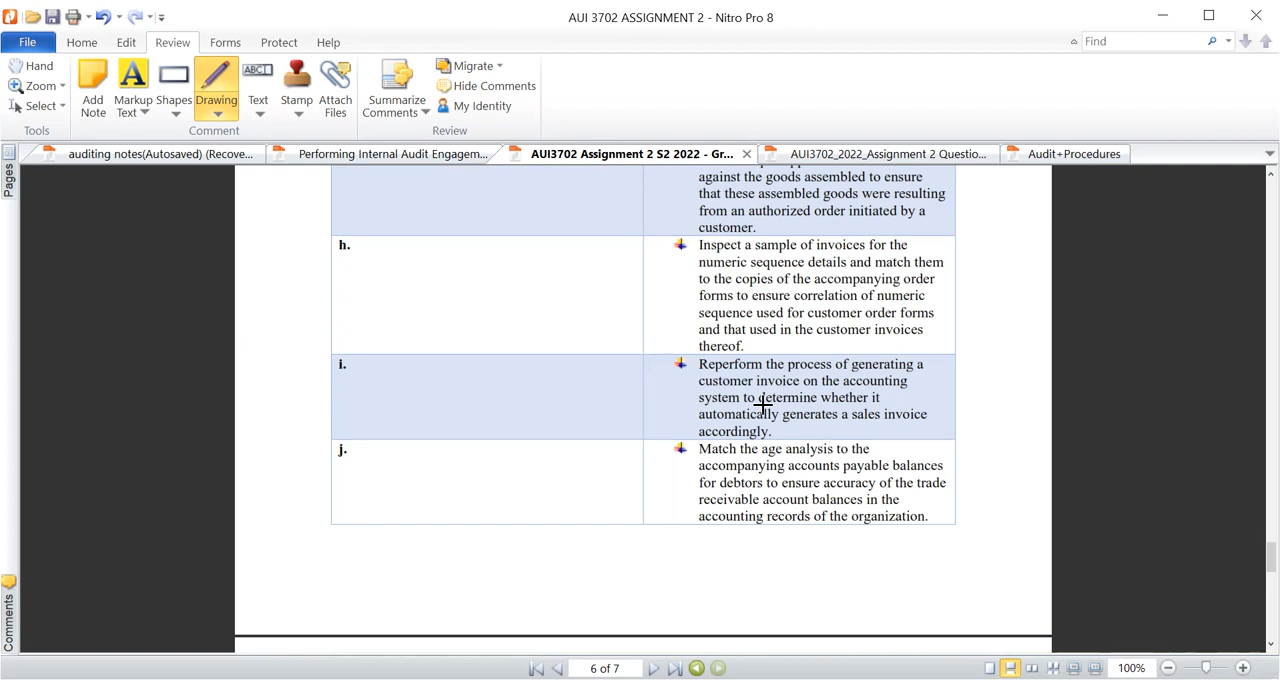 AUI 3702 ASSIGNMENT 2 - Nitro Pro 8
File Home Edit Review Forms Protect Help Find
Hand
Zoom
Select
Tools
Add Note
Markup Text
Shapes
Drawing
ABC
Text
Stamp
Attach Files
Comment
Summarize Comments
Migrate
Hide Comments
My Identity
Review
Pages
auditing notes(Autosaved) (Recove... Performing Internal Audit Engagem... AUI3702 Assignment 2 S2 2022 - Gr... AUI3702_2022_Assignment 2 Questio... Audit+Procedures
against the goods assembled to ensure
that these assembled goods were resulting
from an authorized order initiated by a
customer.
h. Inspect a sample of invoices for the
numeric sequence details and match them
to the copies of the accompanying order
forms to ensure correlation of numeric
sequence used for customer order forms
and that used in the customer invoices
thereof.
i. Reperform the process of generating a
customer invoice on the accounting
system to determine whether it
automatically generates a sales invoice
accordingly.
j. Match the age analysis to the
accompanying accounts payable balances
for debtors to ensure accuracy of the trade
receivable account balances in the
accounting records of the organization.
Comments
6 of 7
100%